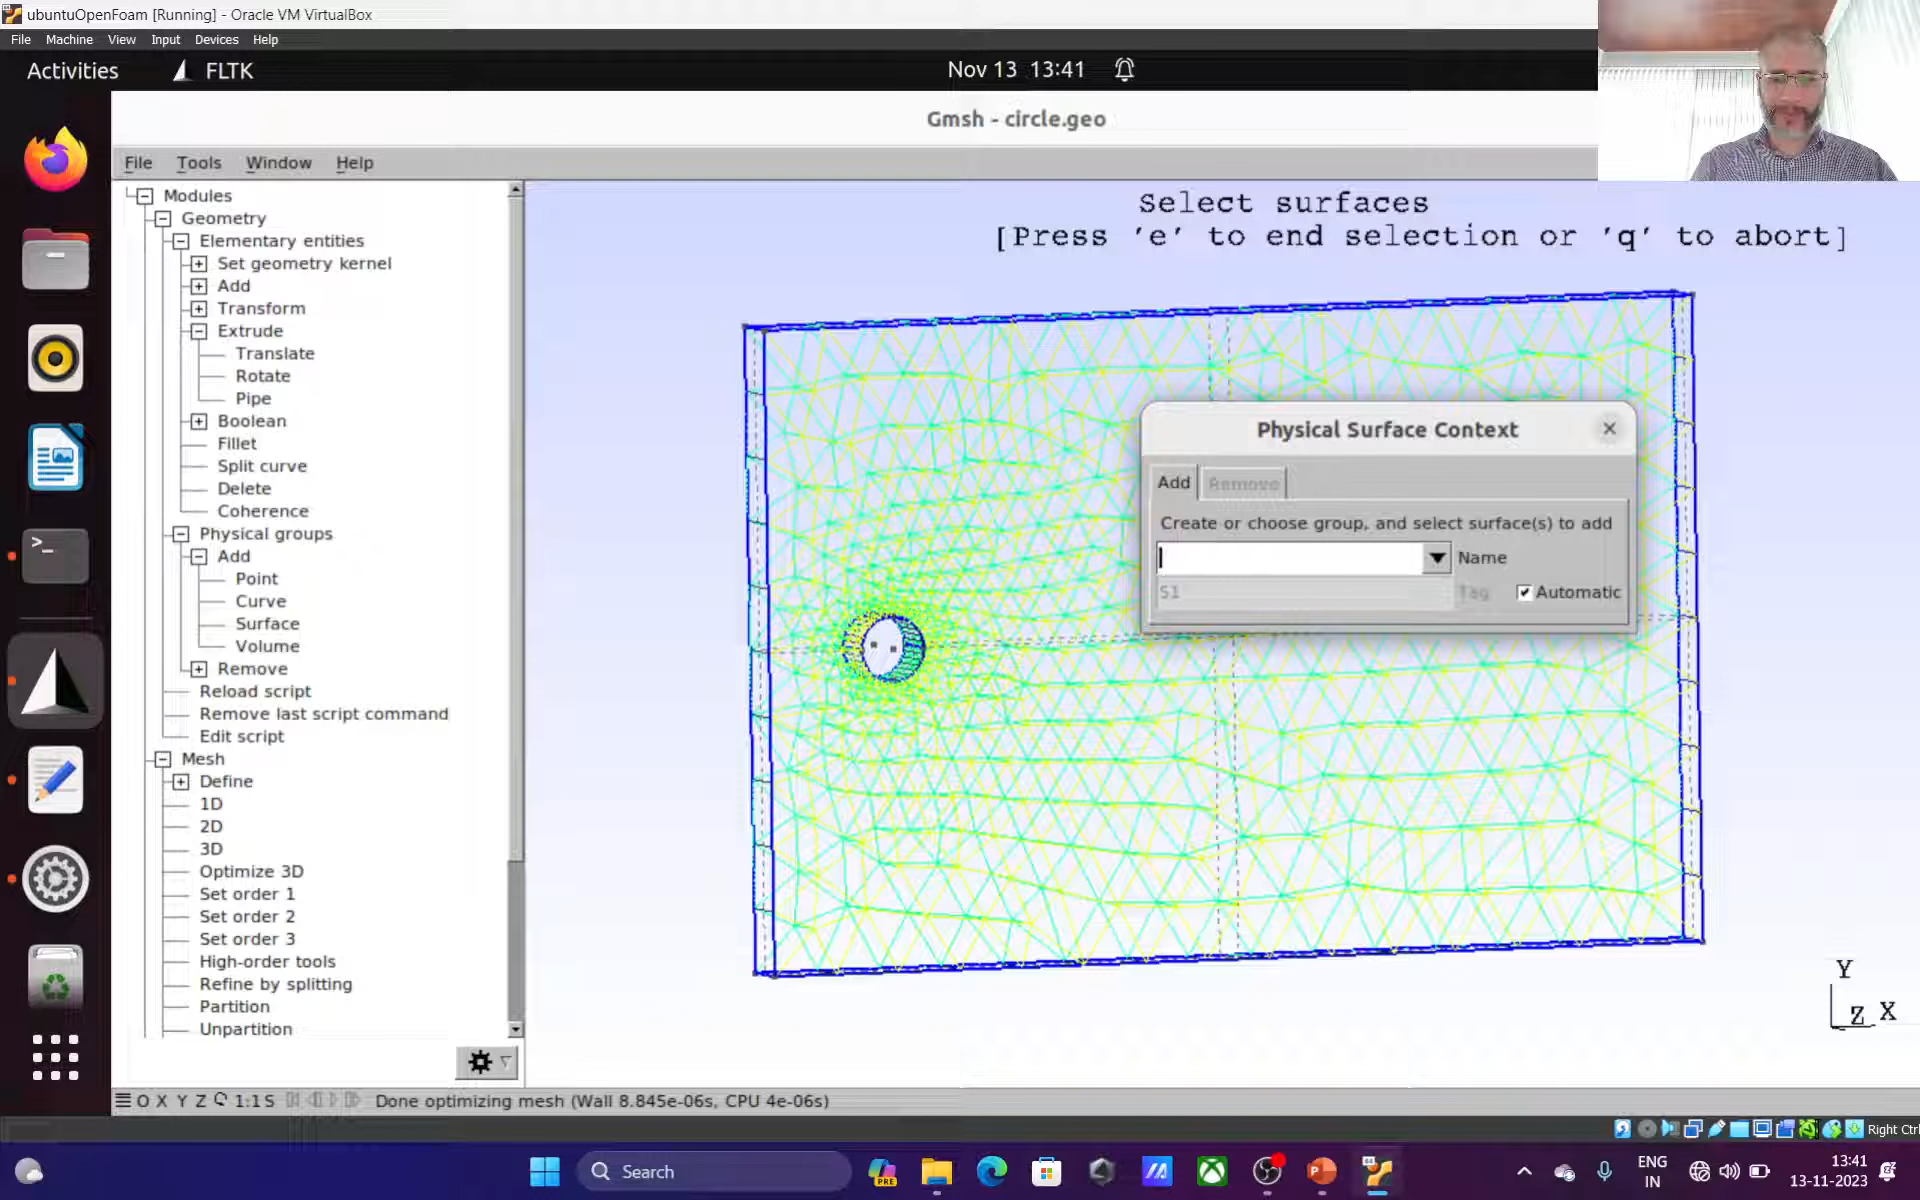 ubuntuOpenFoam [Running] - Oracle VM VirtualBox
File Machine View Input Devices Help
Activities FLTK Nov 13 13:41
Gmsh - circle.geo
File Tools Window Help
Modules
Geometry
Elementary entities
Set geometry kernel
Add
Transform
Extrude
Translate
Rotate
Pipe
Boolean
Fillet
Split curve
Delete
Coherence
Physical groups
Add
Point
Curve
Surface
Volume
Remove
Reload script
Remove last script command
Edit script
Mesh
Define
1D
2D
3D
Optimize 3D
Set order 1
Set order 2
Set order 3
High-order tools
Refine by splitting
Partition
Unpartition
Select surfaces
[Press 'e' to end selection or 'q' to abort]
Physical Surface Context
Add Remove
Create or choose group, and select surface(s) to add
Name
51 Tag Automatic
Y
Z X
O X Y Z 1:1 S Done optimizing mesh (Wall 8.845e-06s, CPU 4e-06s)
Right Ctrl
Search
PRE
ENG
IN
13:41
13-11-2023